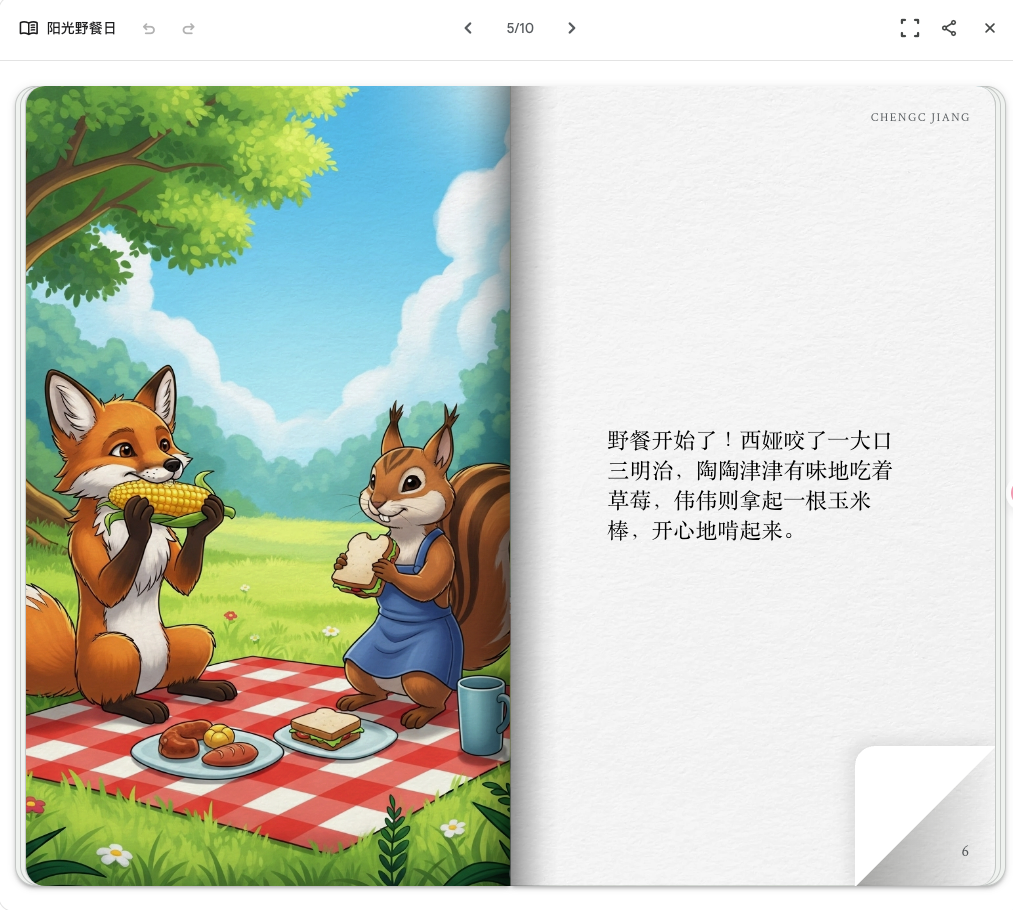 阳光野餐日
5/10
CHENGC JIANG
野餐开始了！西娅咬了一大口
三明治，陶陶津津有味地吃着
草莓，伟伟则拿起一根玉米
棒，开心地啃起来。
6